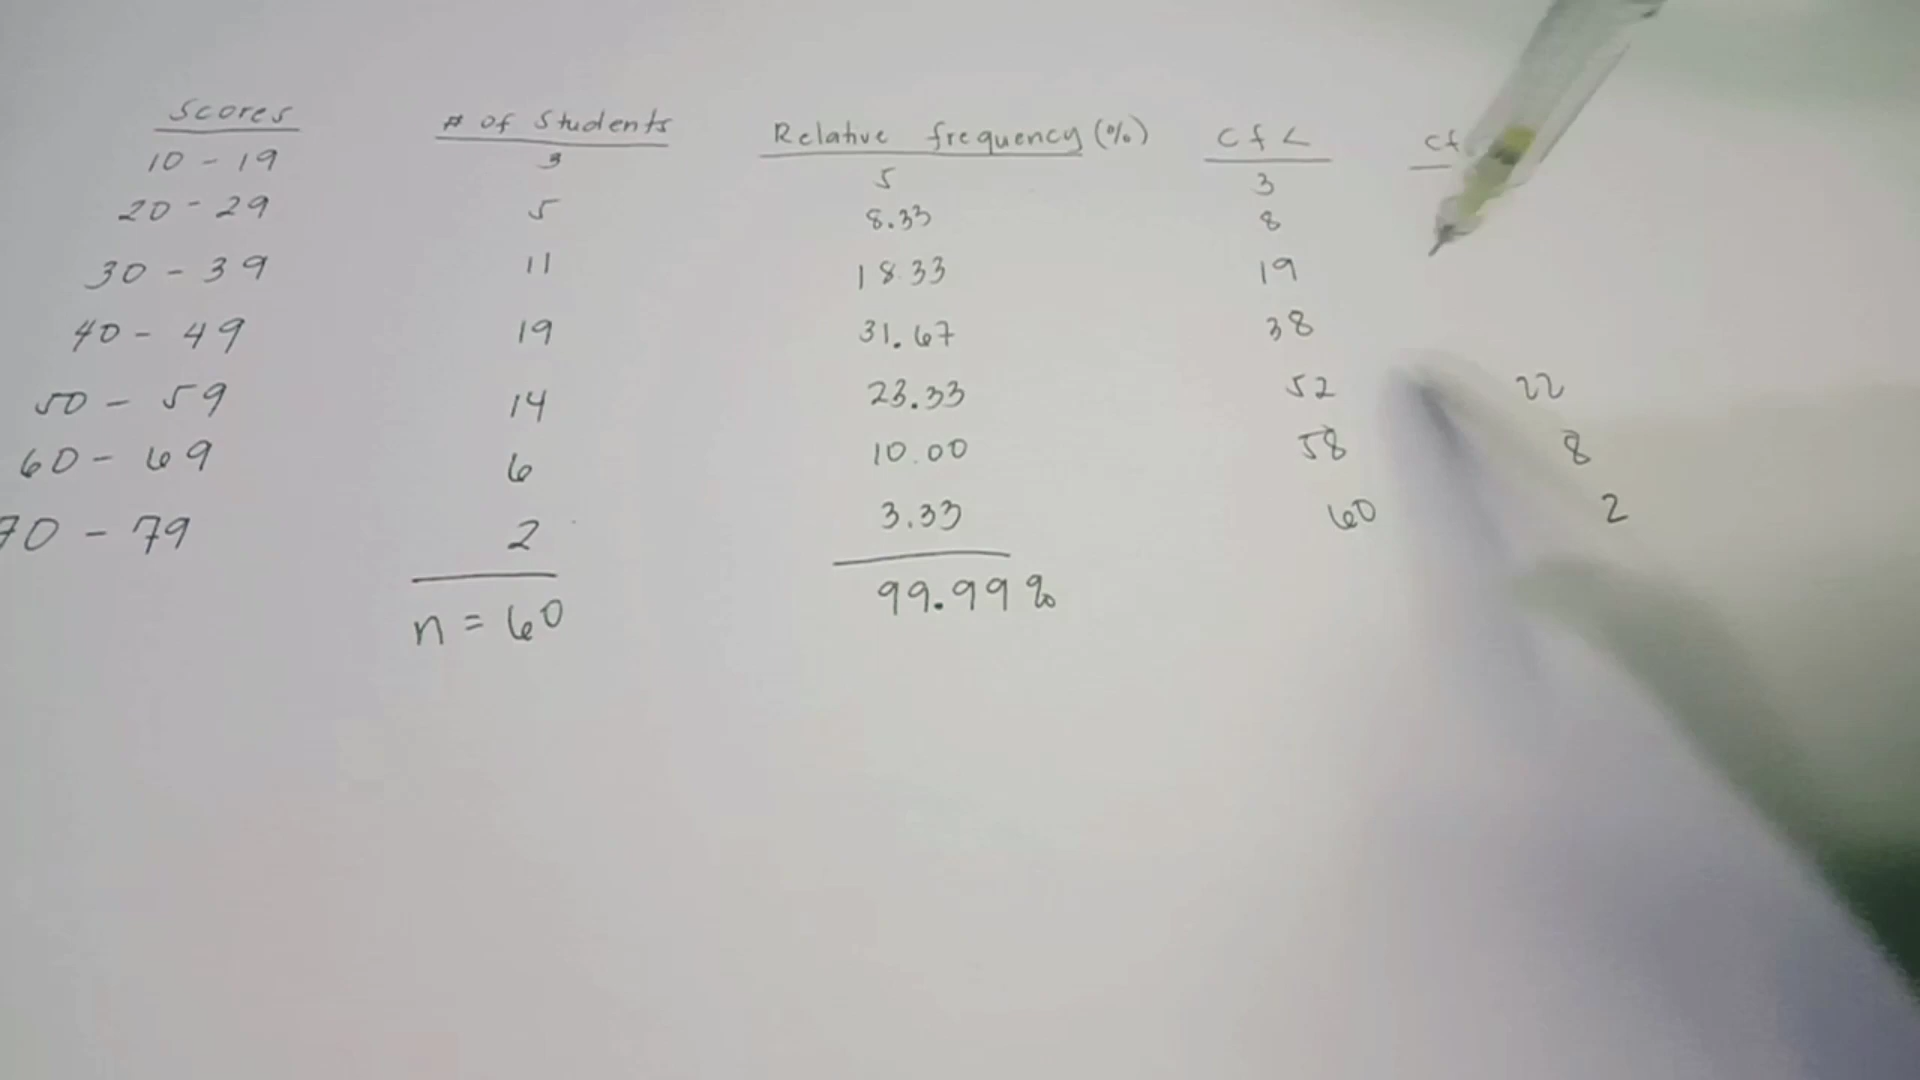 Scores # of Students Relative frequency (%) cf < cf
10 - 19 3 5 3
20 - 29 5 8.33 8
30 - 39 11 18.33 19
40 - 49 19 31.67 38
50 - 59 14 23.33 52 22
60 - 69 6 10.00 58 8
70 - 79 2 3.33 60 2
n = 60 99.99 %